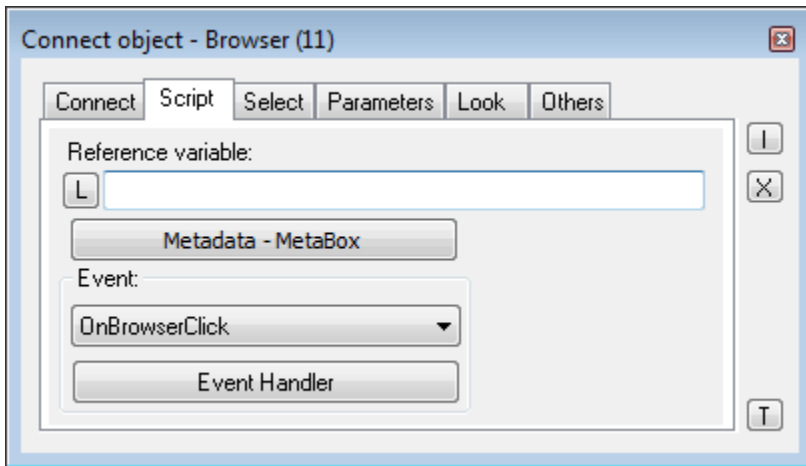 Connect object - Browser (11)
Connect Script Select Parameters Look Others
Reference variable:
L
Metadata - MetaBox
Event:
OnBrowserClick
Event Handler
I
X
T